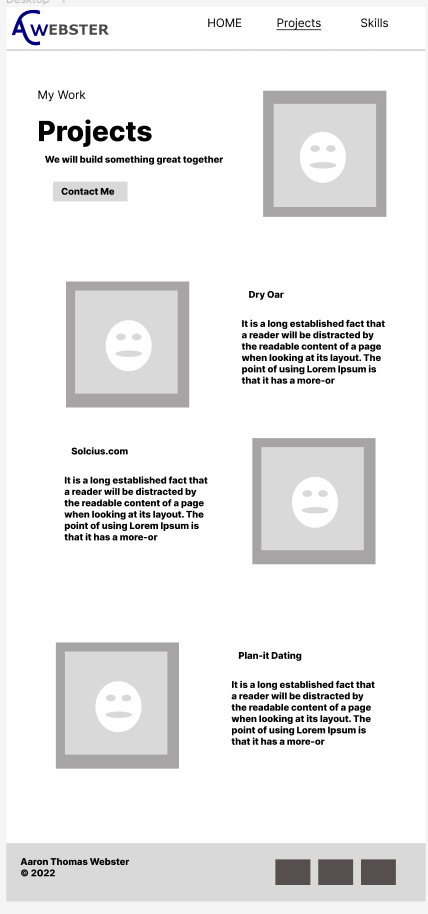 AWEBSTER
HOME
Projects
Skills
My Work
Projects
We will build something great together
Contact Me
Dry Oar
It is a long established fact that
a reader will be distracted by
the readable content of a page
when looking at its layout. The
point of using Lorem Ipsum is
that it has a more-or
Solcius.com
It is a long established fact that
a reader will be distracted by
the readable content of a page
when looking at its layout. The
point of using Lorem Ipsum is
that it has a more-or
Plan-it Dating
It is a long established fact that
a reader will be distracted by
the readable content of a page
when looking at its layout. The
point of using Lorem Ipsum is
that it has a more-or
Aaron Thomas Webster
© 2022